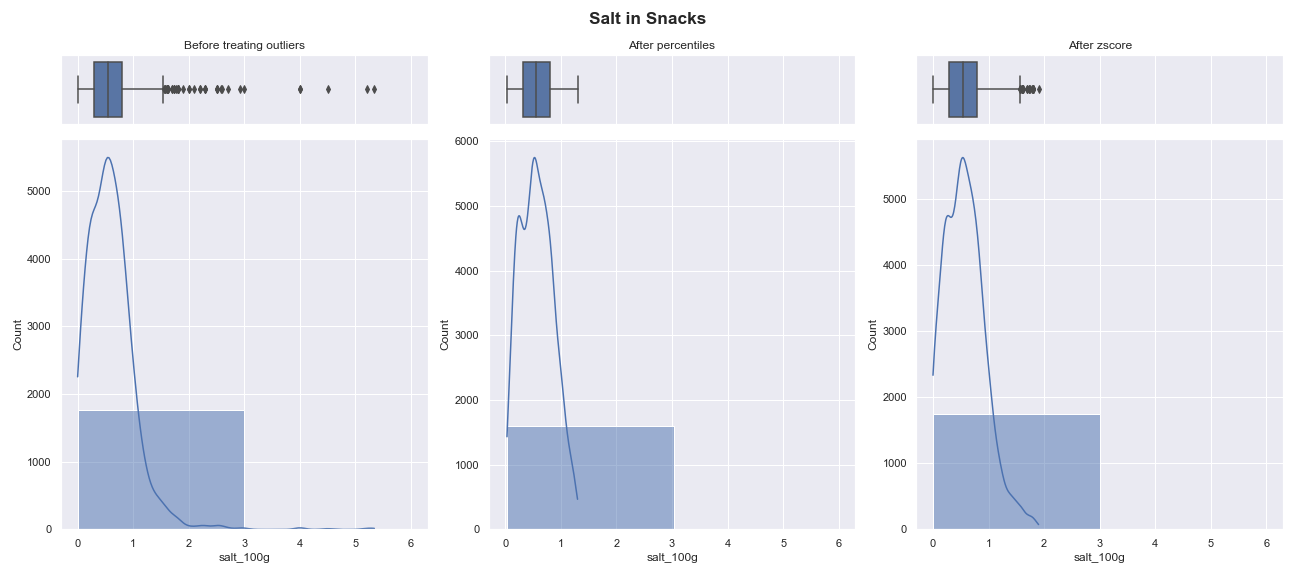 Salt in Snacks
Before treating outliers
After percentiles
After zscore
Count
5000
4000
3000
2000
1000
0
0 1 2 3 4 5 6
salt_100g
Count
6000
5000
4000
3000
2000
1000
0
0 1 2 3 4 5 6
salt_100g
Count
5000
4000
3000
2000
1000
0
0 1 2 3 4 5 6
salt_100g